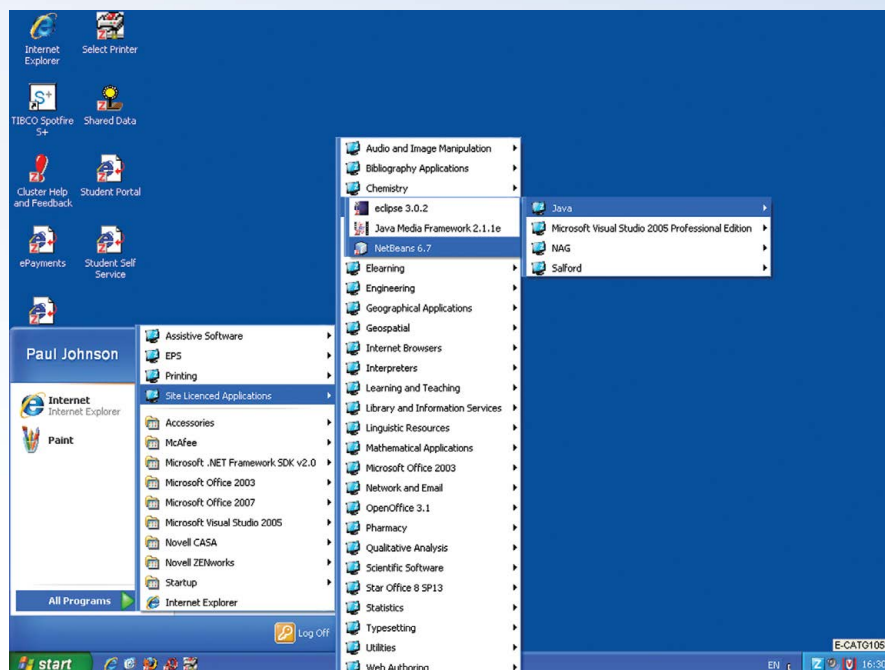 Internet
Explorer
Select Printer
TIBCO Spotfire
S+
Shared Data
Cluster Help
and Feedback
Student Portal
ePayments
Student Self
Service
Paul Johnson
Internet
Internet Explorer
Paint
All Programs
Log Off
start
Assistive Software
EPS
Printing
Site Licenced Applications
Accessories
McAfee
Microsoft .NET Framework SDK v2.0
Microsoft Office 2003
Microsoft Office 2007
Microsoft Visual Studio 2005
Novell CASA
Novell ZENworks
Startup
Internet Explorer
Audio and Image Manipulation
Bibliography Applications
Chemistry
eclipse 3.0.2
Java Media Framework 2.1.1e
NetBeans 6.7
Elearning
Engineering
Geographical Applications
Geospatial
Internet Browsers
Interpreters
Learning and Teaching
Library and Information Services
Linguistic Resources
Mathematical Applications
Microsoft Office 2003
Network and Email
OpenOffice 3.1
Pharmacy
Qualitative Analysis
Scientific Software
Star Office 8 SP13
Statistics
Typesetting
Utilities
Web Authoring
Java
Microsoft Visual Studio 2005 Professional Edition
NAG
Salford
E-CATG105
EN
16:30